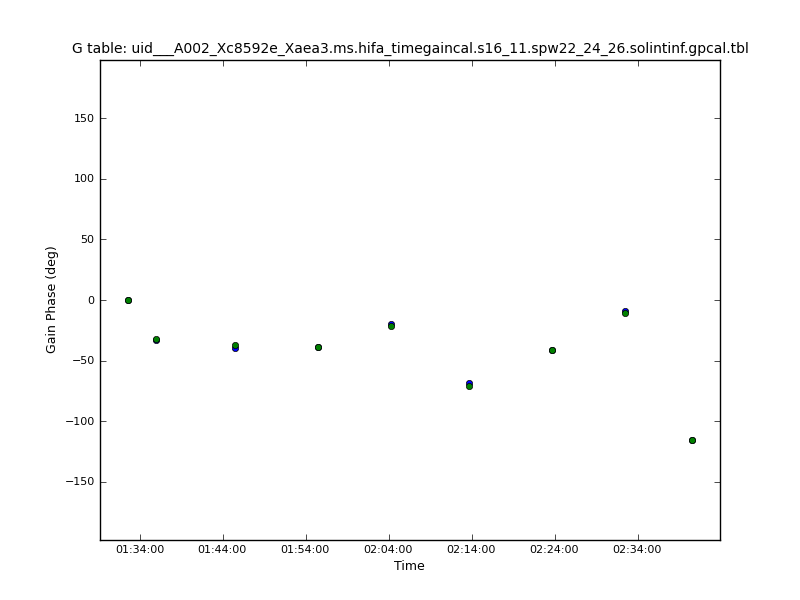 G table: uid___A002_Xc8592e_Xaea3.ms.hifa_timegaincal.s16_11.spw22_24_26.solintinf.gpcal.tbl
150
100
50
0
−50
−100
−150
Gain Phase (deg)
01:34:00 01:44:00 01:54:00 02:04:00 02:14:00 02:24:00 02:34:00
Time